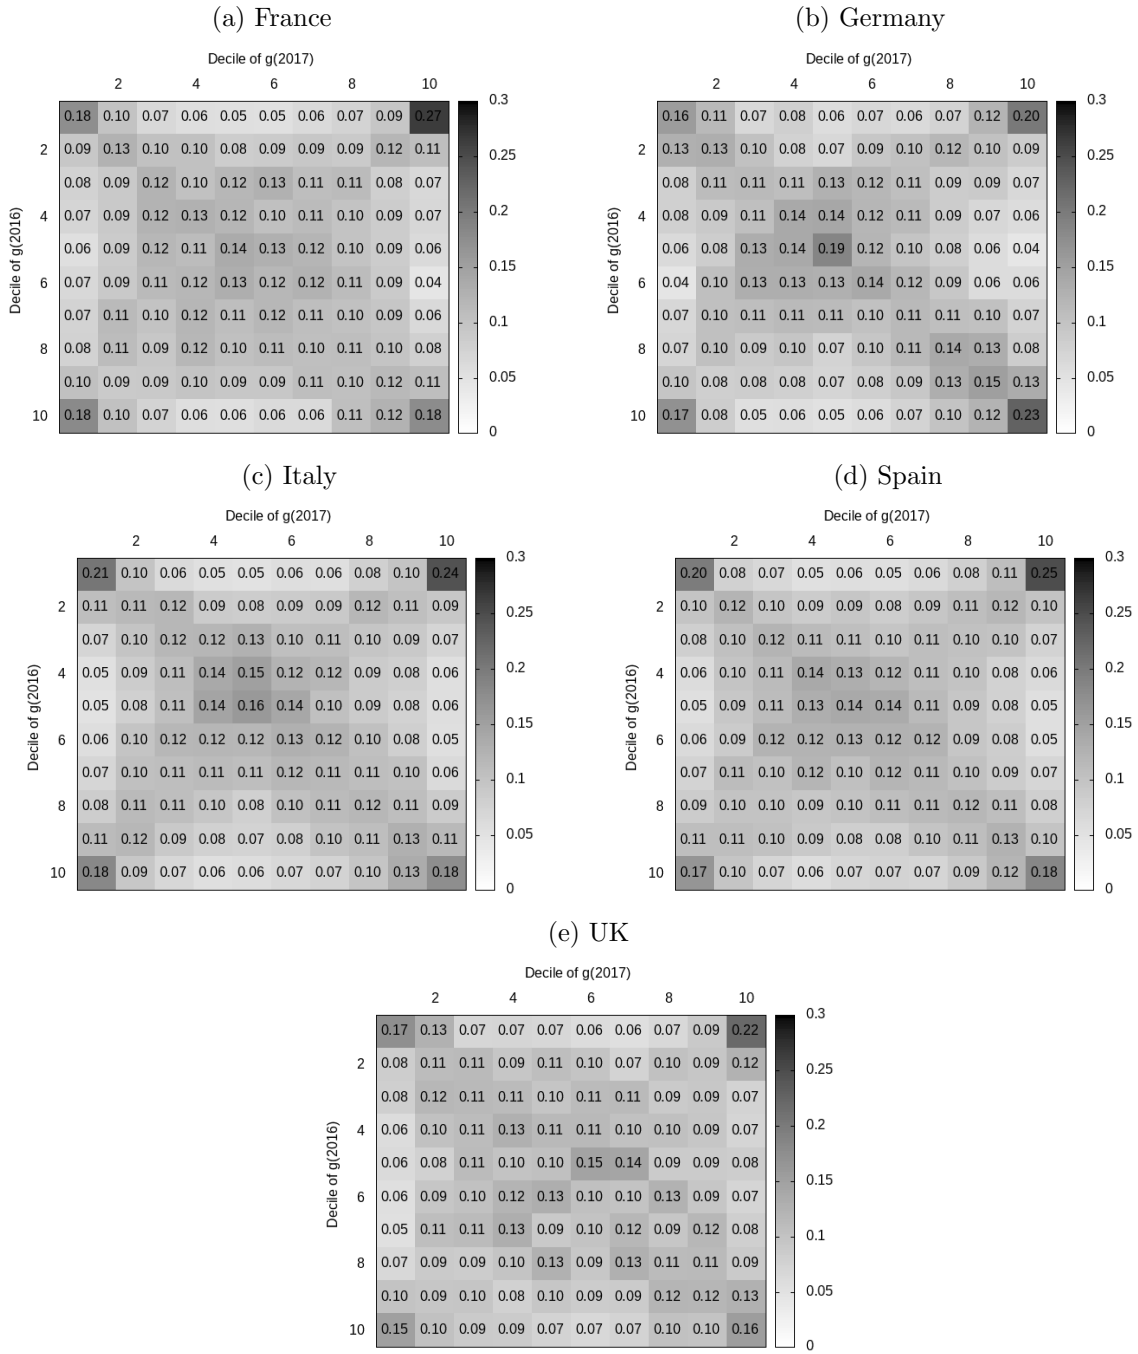 (a) France
Decile of g(2017)
2 4 6 8 10
0.18 0.10 0.07 0.06 0.05 0.05 0.06 0.07 0.09 0.27 0.3
2 0.09 0.13 0.10 0.10 0.08 0.09 0.09 0.09 0.12 0.11
0.25
0.08 0.09 0.12 0.10 0.12 0.13 0.11 0.11 0.08 0.07
4 0.07 0.09 0.12 0.13 0.12 0.10 0.11 0.10 0.09 0.07 0.2
0.06 0.09 0.12 0.11 0.14 0.13 0.12 0.10 0.09 0.06
0.15
6 0.07 0.09 0.11 0.12 0.13 0.12 0.12 0.11 0.09 0.04
0.07 0.11 0.10 0.12 0.11 0.12 0.11 0.10 0.09 0.06 0.1
8 0.08 0.11 0.09 0.12 0.10 0.11 0.10 0.11 0.10 0.08
0.05
0.10 0.09 0.09 0.10 0.09 0.09 0.11 0.10 0.12 0.11
10 0.18 0.10 0.07 0.06 0.06 0.06 0.06 0.11 0.12 0.18
0
Decile of g(2016)
(b) Germany
Decile of g(2017)
2 4 6 8 10
0.16 0.11 0.07 0.08 0.06 0.07 0.06 0.07 0.12 0.20 0.3
2 0.13 0.13 0.10 0.08 0.07 0.09 0.10 0.12 0.10 0.09
0.25
0.08 0.11 0.11 0.11 0.13 0.12 0.11 0.09 0.09 0.07
4 0.08 0.09 0.11 0.14 0.14 0.12 0.11 0.09 0.07 0.06 0.2
0.06 0.08 0.13 0.14 0.19 0.12 0.10 0.08 0.06 0.04
0.15
6 0.04 0.10 0.13 0.13 0.13 0.14 0.12 0.09 0.06 0.06
0.07 0.10 0.11 0.11 0.11 0.10 0.11 0.11 0.10 0.07 0.1
8 0.07 0.10 0.09 0.10 0.07 0.10 0.11 0.14 0.13 0.08
0.05
0.10 0.08 0.08 0.08 0.07 0.08 0.09 0.13 0.15 0.13
10 0.17 0.08 0.05 0.06 0.05 0.06 0.07 0.10 0.12 0.23
0
Decile of g(2016)
(c) Italy
Decile of g(2017)
2 4 6 8 10
0.21 0.10 0.06 0.05 0.05 0.06 0.06 0.08 0.10 0.24 0.3
2 0.11 0.11 0.12 0.09 0.08 0.09 0.09 0.12 0.11 0.09
0.25
0.07 0.10 0.12 0.12 0.13 0.10 0.11 0.10 0.09 0.07
4 0.05 0.09 0.11 0.14 0.15 0.12 0.12 0.09 0.08 0.06 0.2
0.05 0.08 0.11 0.14 0.16 0.14 0.10 0.09 0.08 0.06
0.15
6 0.06 0.10 0.12 0.12 0.12 0.13 0.12 0.10 0.08 0.05
0.07 0.10 0.11 0.11 0.11 0.12 0.11 0.11 0.10 0.06 0.1
8 0.08 0.11 0.11 0.10 0.08 0.10 0.11 0.12 0.11 0.09
0.05
0.11 0.12 0.09 0.08 0.07 0.08 0.10 0.11 0.13 0.11
10 0.18 0.09 0.07 0.06 0.06 0.07 0.07 0.10 0.13 0.18
0
Decile of g(2016)
(d) Spain
Decile of g(2017)
2 4 6 8 10
0.20 0.08 0.07 0.05 0.06 0.05 0.06 0.08 0.11 0.25 0.3
2 0.10 0.12 0.10 0.09 0.09 0.08 0.09 0.11 0.12 0.10
0.25
0.08 0.10 0.12 0.11 0.11 0.10 0.11 0.10 0.10 0.07
4 0.06 0.10 0.11 0.14 0.13 0.12 0.11 0.10 0.08 0.06 0.2
0.05 0.09 0.11 0.13 0.14 0.14 0.11 0.09 0.08 0.05
0.15
6 0.06 0.09 0.12 0.12 0.13 0.12 0.12 0.09 0.08 0.05
0.07 0.11 0.10 0.12 0.10 0.12 0.11 0.10 0.09 0.07 0.1
8 0.09 0.10 0.10 0.09 0.10 0.11 0.11 0.12 0.11 0.08
0.05
0.11 0.11 0.10 0.09 0.08 0.08 0.10 0.11 0.13 0.10
10 0.17 0.10 0.07 0.06 0.07 0.07 0.07 0.09 0.12 0.18
0
Decile of g(2016)
(e) UK
Decile of g(2017)
2 4 6 8 10
0.17 0.13 0.07 0.07 0.07 0.06 0.06 0.07 0.09 0.22 0.3
2 0.08 0.11 0.11 0.09 0.11 0.10 0.07 0.10 0.09 0.12
0.25
0.08 0.12 0.11 0.11 0.10 0.11 0.11 0.09 0.09 0.07
4 0.06 0.10 0.11 0.13 0.11 0.11 0.10 0.10 0.09 0.07 0.2
0.06 0.08 0.11 0.10 0.10 0.15 0.14 0.09 0.09 0.08
0.15
6 0.06 0.09 0.10 0.12 0.13 0.10 0.10 0.13 0.09 0.07
0.05 0.11 0.11 0.13 0.09 0.10 0.12 0.09 0.12 0.08 0.1
8 0.07 0.09 0.09 0.10 0.13 0.09 0.13 0.11 0.11 0.09
0.05
0.10 0.09 0.10 0.08 0.10 0.09 0.09 0.12 0.12 0.13
10 0.15 0.10 0.09 0.09 0.07 0.07 0.07 0.10 0.10 0.16
0
Decile of g(2016)